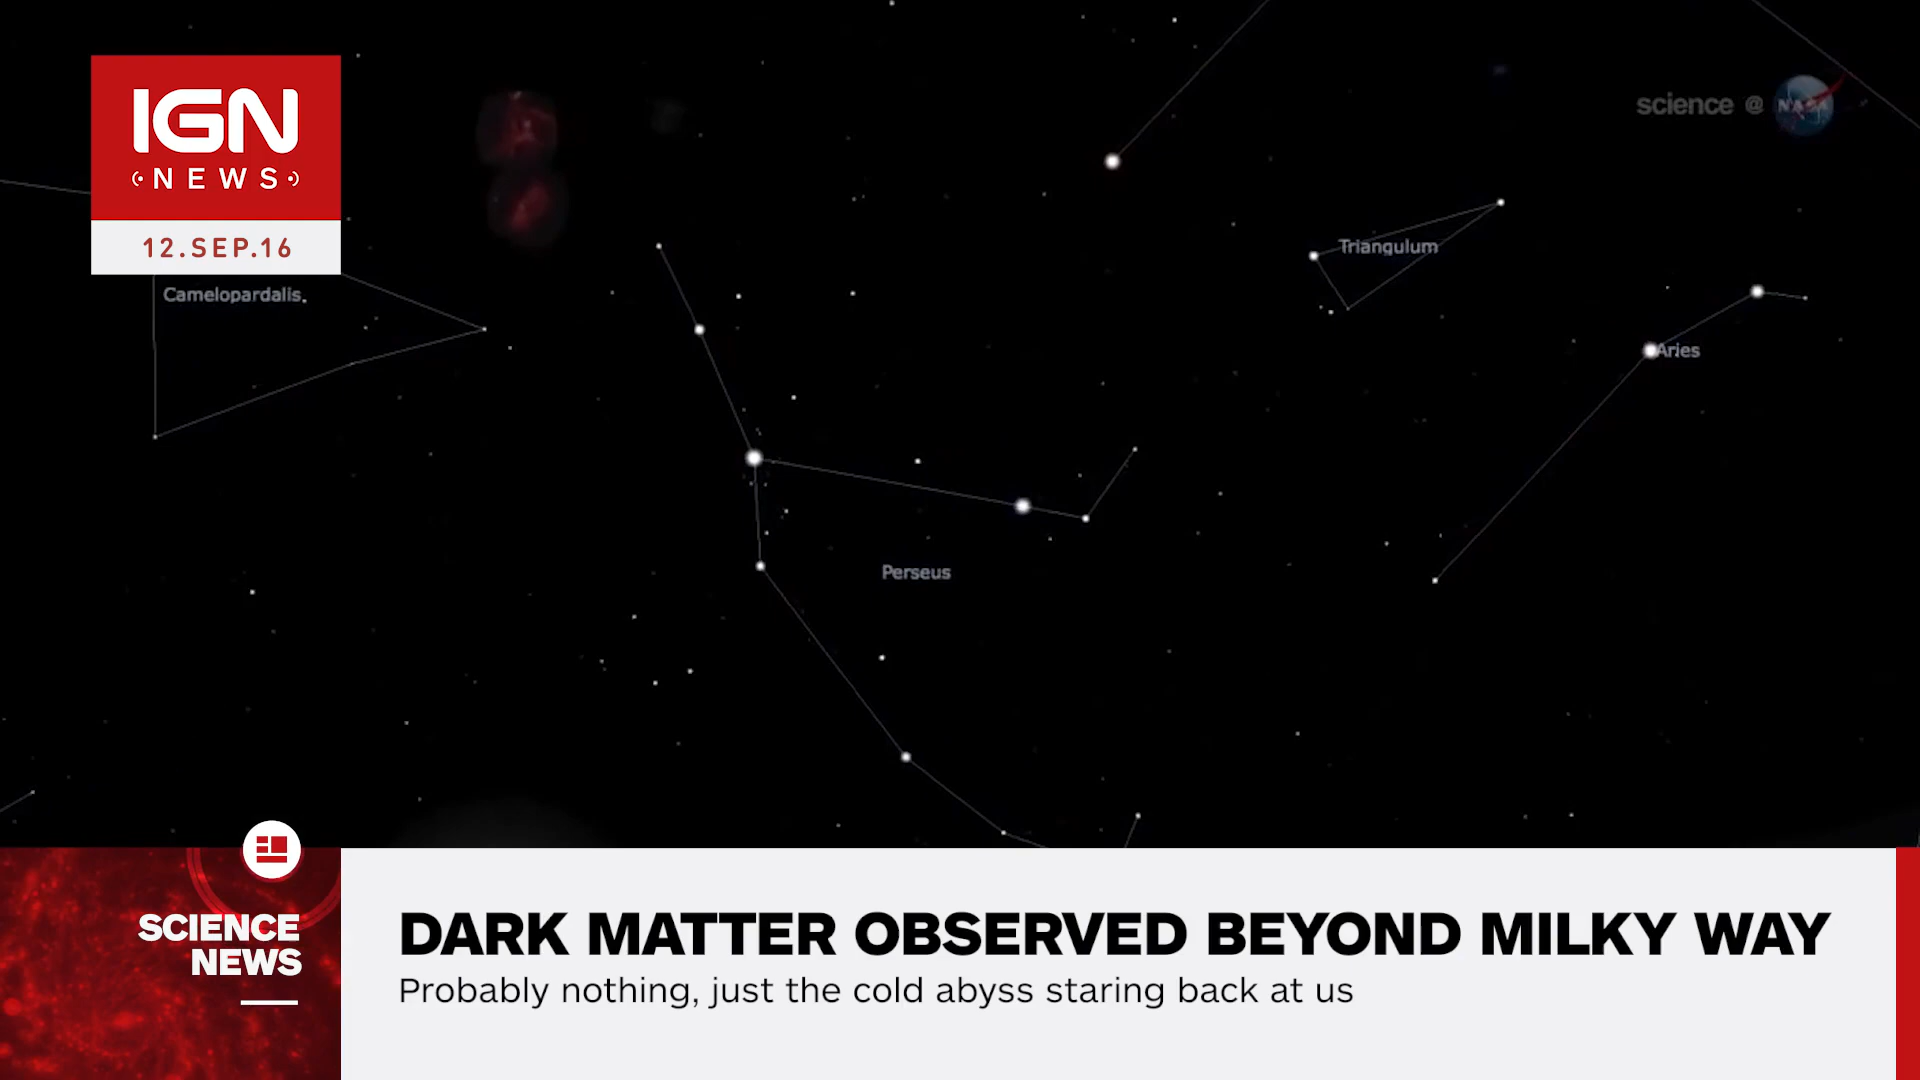 IGN
NEWS
12.SEP.16
science @ NASA
Triangulum
Camelopardalis
Aries
Perseus
SCIENCE
NEWS
DARK MATTER OBSERVED BEYOND MILKY WAY
Probably nothing, just the cold abyss staring back at us